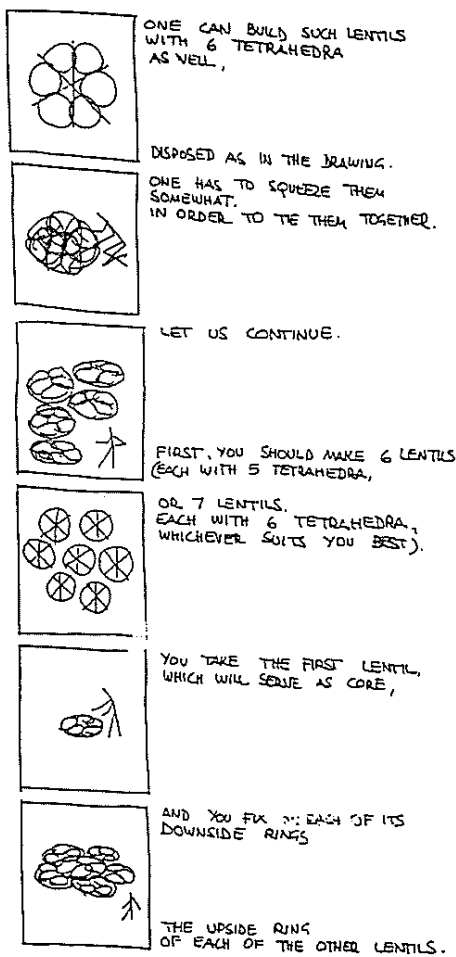 ONE CAN BUILD SUCH LENTILS
WITH 6 TETRAHEDRA
AS WELL,
DISPOSED AS IN THE DRAWING.
ONE HAS TO SQUEEZE THEM
SOMEWHAT.
IN ORDER TO TIE THEM TOGETHER.
LET US CONTINUE.
FIRST, YOU SHOULD MAKE 6 LENTILS
(EACH WITH 5 TETRAHEDRA,
OR 7 LENTILS.
EACH WITH 6 TETRAHEDRA,
WHICHEVER SUITS YOU BEST).
YOU TAKE THE FIRST LENTIL,
WHICH WILL SERVE AS CORE,
AND YOU FIX EACH OF ITS
DOWNSIDE RINGS
THE UPSIDE RING
OF EACH OF THE OTHER LENTILS.